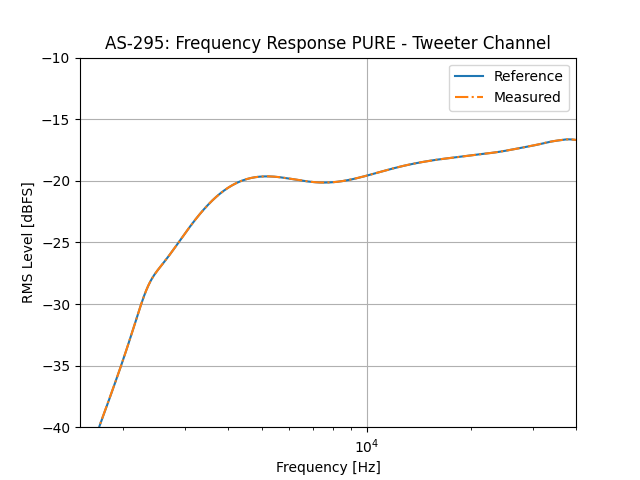 AS-295: Frequency Response PURE - Tweeter Channel
Reference
Measured
−10
−15
−20
−25
−30
−35
−40
RMS Level [dBFS]
10⁴
Frequency [Hz]